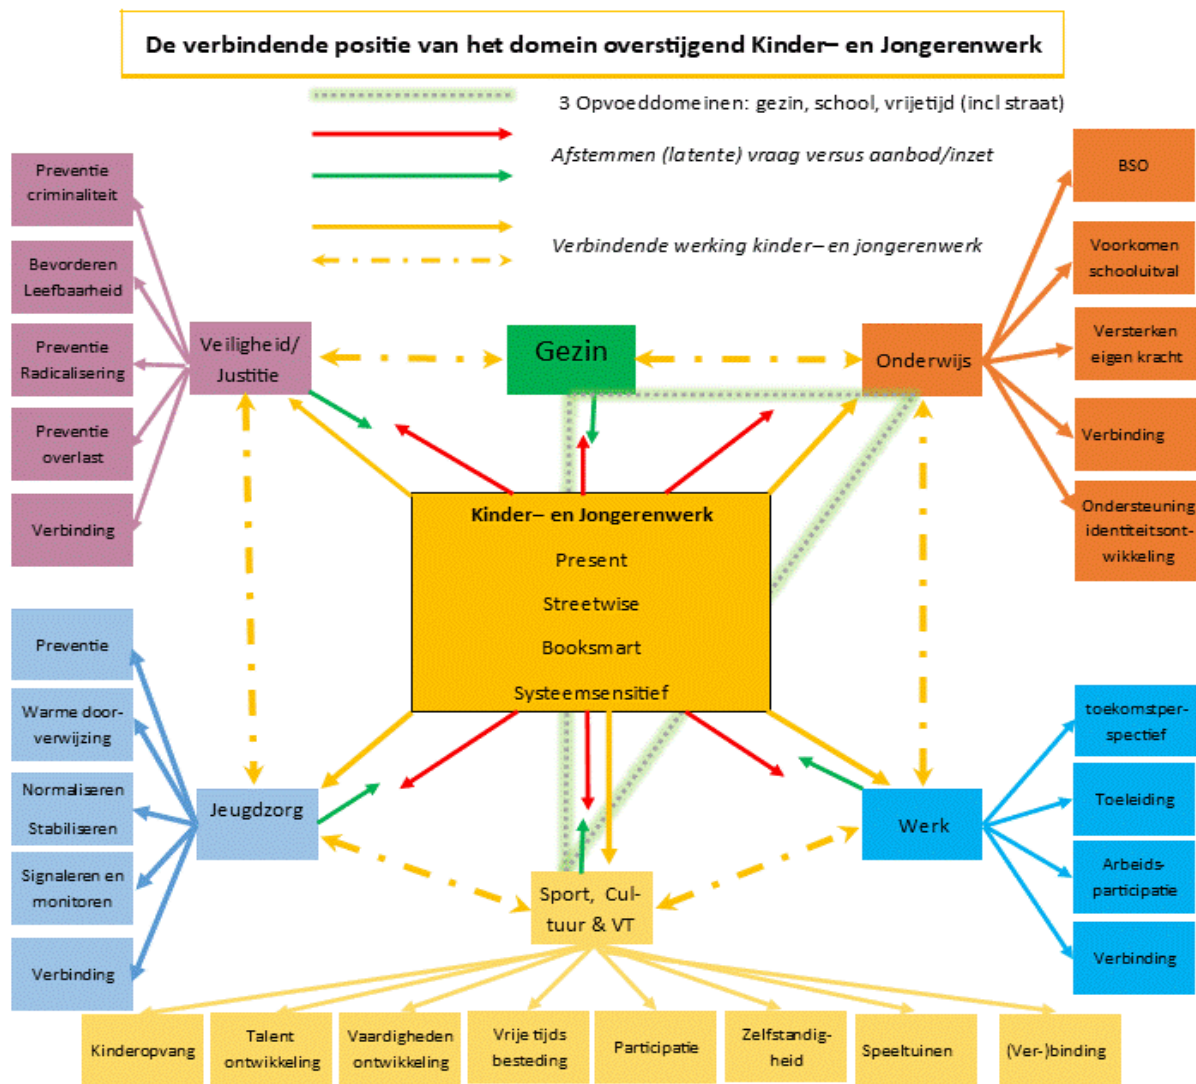 De verbindende positie van het domein overstijgend Kinder– en Jongerenwerk
3 Opvoeddomeinen: gezin, school, vrijetijd (incl straat)
Afstemmen (latente) vraag versus aanbod/inzet
Verbindende werking kinder– en jongerenwerk
Preventie
criminaliteit
Bevorderen
Leefbaarheid
Preventie
Radicalisering
Preventie
overlast
Verbinding
Veiligheid/
Justitie
Gezin
Onderwijs
BSO
Voorkomen
schooluitval
Versterken
eigen kracht
Verbinding
Ondersteuning
identiteitsont-
wikkeling
Kinder– en Jongerenwerk
Present
Streetwise
Booksmart
Systeemsensitief
Preventie
Warme door-
verwijzing
Normaliseren
Stabiliseren
Signaleren en
monitoren
Verbinding
Jeugdzorg
Sport, Cul-
tuur & VT
Werk
toekomstper-
spectief
Toeleiding
Arbeids-
participatie
Verbinding
Kinderopvang
Talent
ontwikkeling
Vaardigheden
ontwikkeling
Vrije tijds
besteding
Participatie
Zelfstandig-
heid
Speeltuinen
(Ver-)binding